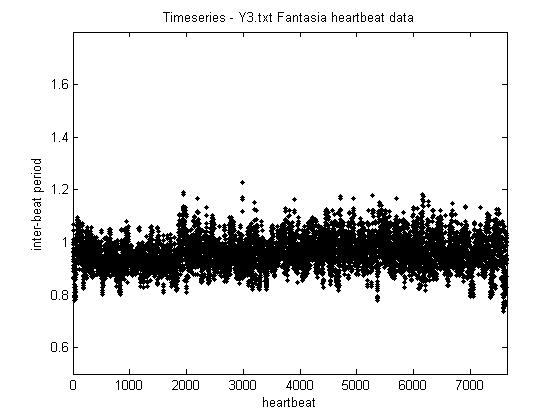 Timeseries - Y3.txt Fantasia heartbeat data
1.6
1.4
1.2
1
0.8
0.6
inter-beat period
0 1000 2000 3000 4000 5000 6000 7000
heartbeat